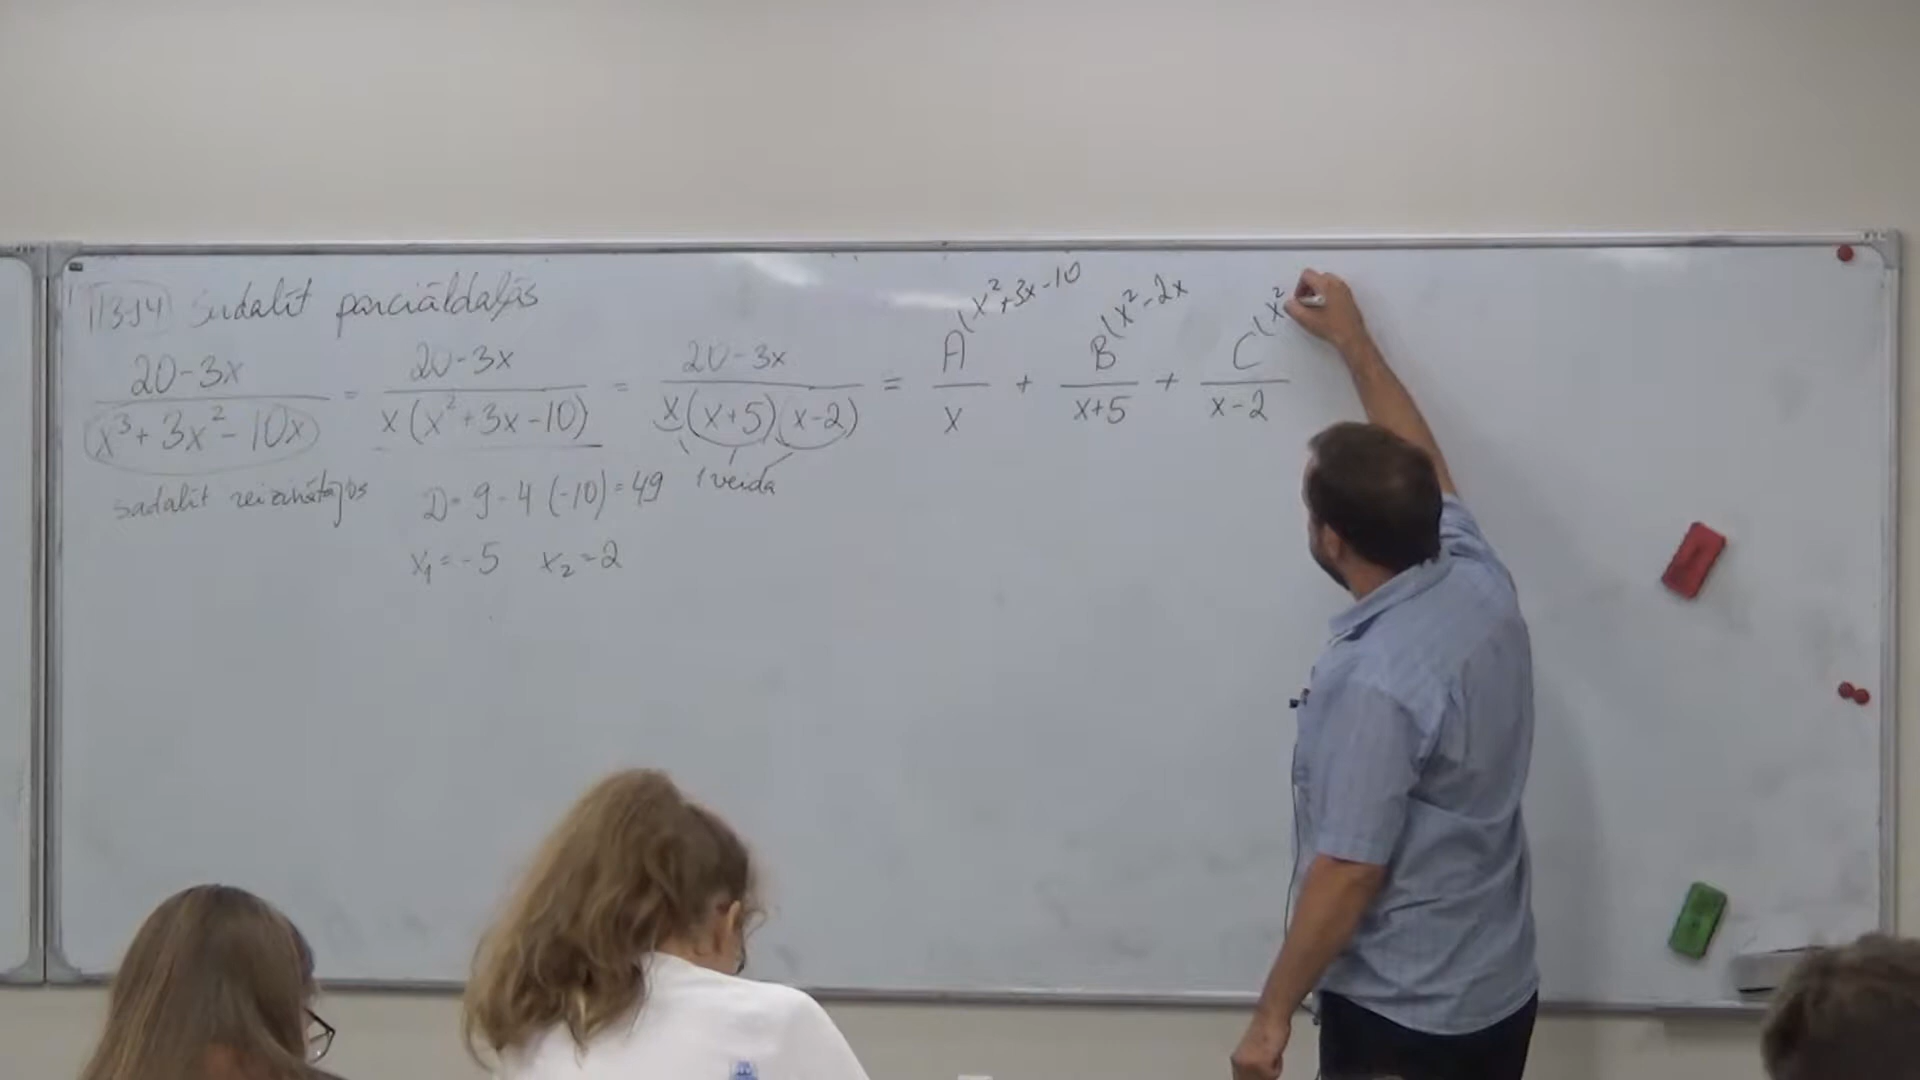 1134 Sadalīt parciāldaļās
20-3x / x³+3x²-10x = 20-3x / x(x²+3x-10) = 20-3x / x(x+5)(x-2) = A(x²+3x-10 / x + B(x²-2x / x+5 + C(x² / x-2
sadalīt reizinātājos
D=9-4(-10)=49
1 veida
x₁=-5 x₂=2